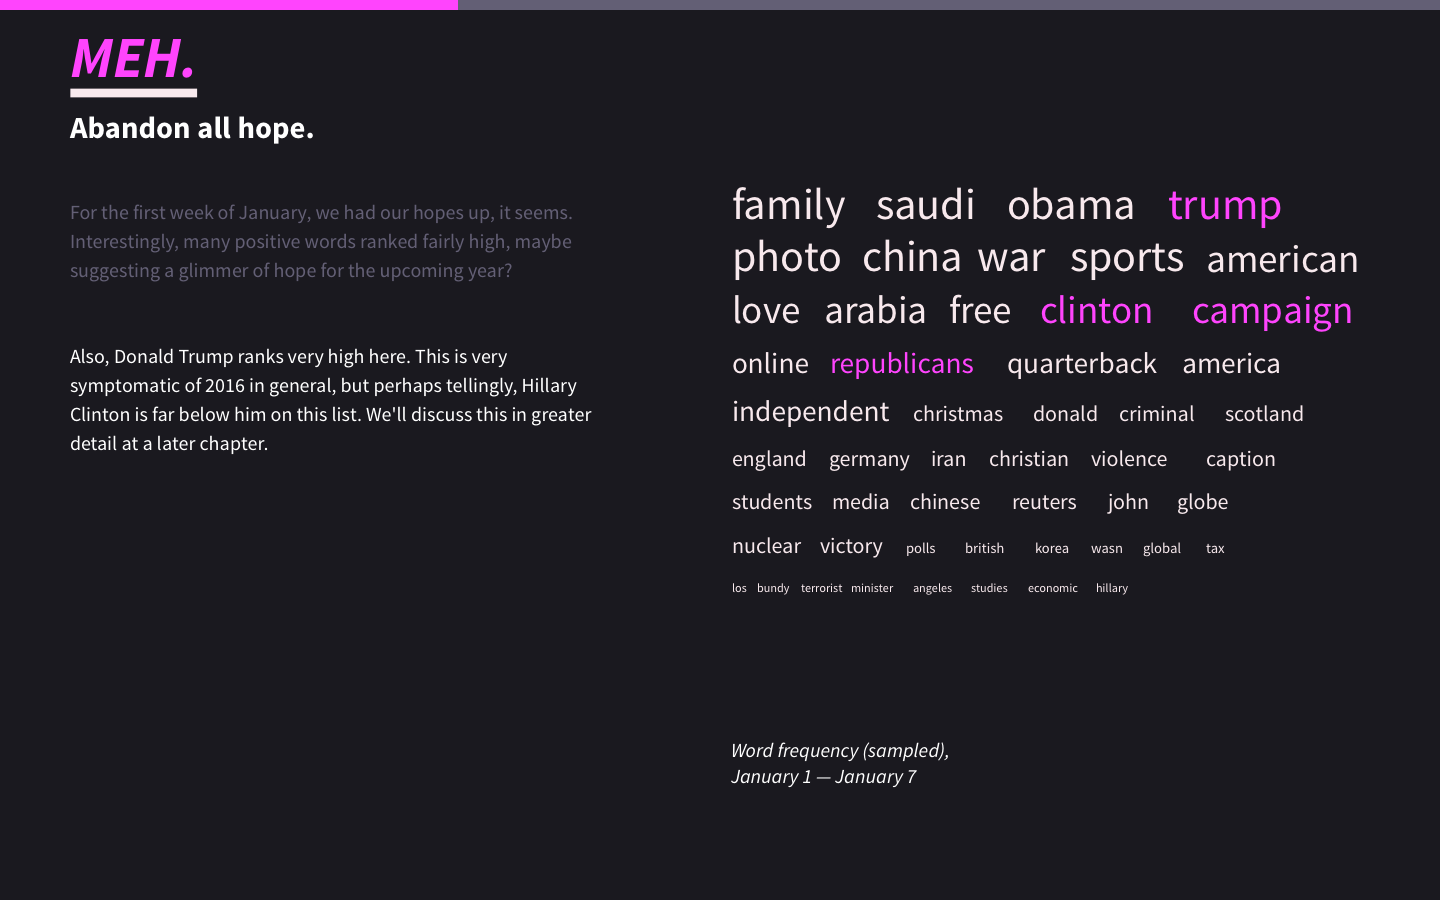 MEH.
Abandon all hope.
For the first week of January, we had our hopes up, it seems.
Interestingly, many positive words ranked fairly high, maybe
suggesting a glimmer of hope for the upcoming year?
Also, Donald Trump ranks very high here. This is very
symptomatic of 2016 in general, but perhaps tellingly, Hillary
Clinton is far below him on this list. We'll discuss this in greater
detail at a later chapter.
family saudi obama trump
photo china war sports american
love arabia free clinton campaign
online republicans quarterback america
independent christmas donald criminal scotland
england germany iran christian violence caption
students media chinese reuters john globe
nuclear victory polls british korea wasn global tax
los bundy terrorist minister angeles studies economic hillary
Word frequency (sampled),
January 1 — January 7